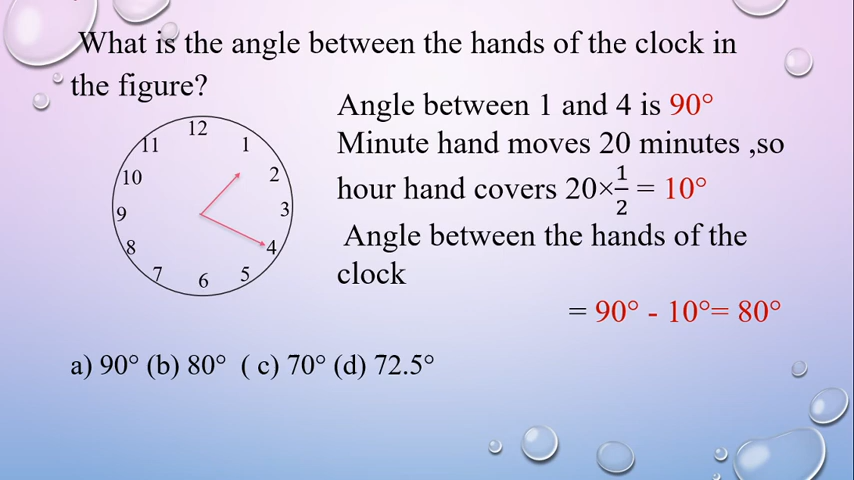 What is the angle between the hands of the clock in
the figure?
Angle between 1 and 4 is 90°
Minute hand moves 20 minutes ,so
hour hand covers 20×1/2 = 10°
Angle between the hands of the
clock
= 90° - 10°= 80°
12
11
1
10
2
9
3
8
4
7
6
5
a) 90° (b) 80° ( c) 70° (d) 72.5°